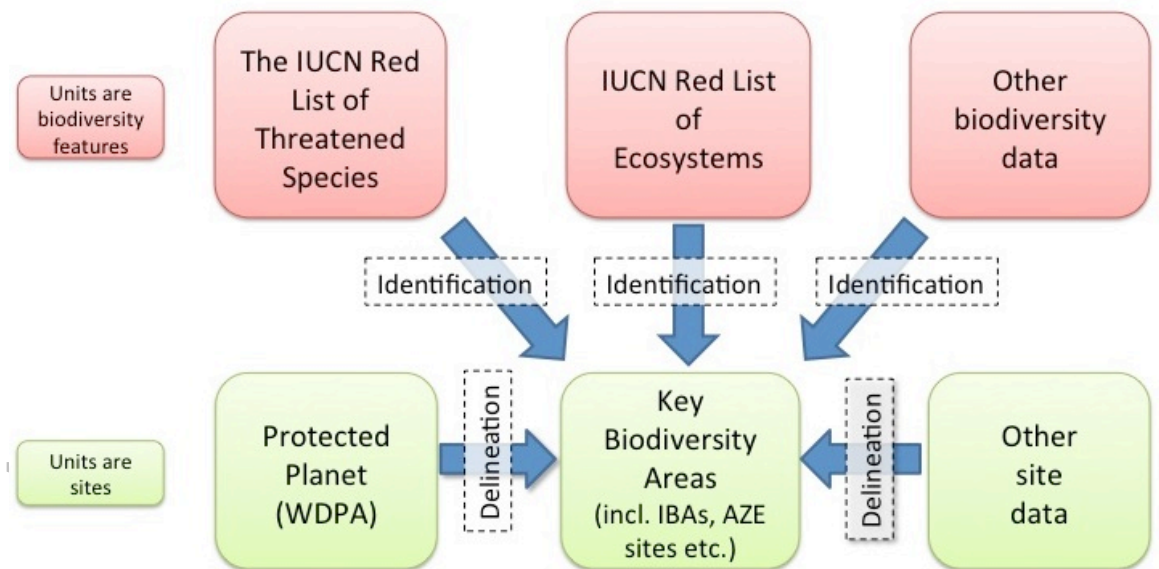 Units are
biodiversity
features
The IUCN Red
List of
Threatened
Species
IUCN Red List
of
Ecosystems
Other
biodiversity
data
Identification
Identification
Identification
Units are
sites
Protected
Planet
(WDPA)
Delineation
Key
Biodiversity
Areas
(incl. IBAs, AZE
sites etc.)
Delineation
Other
site
data